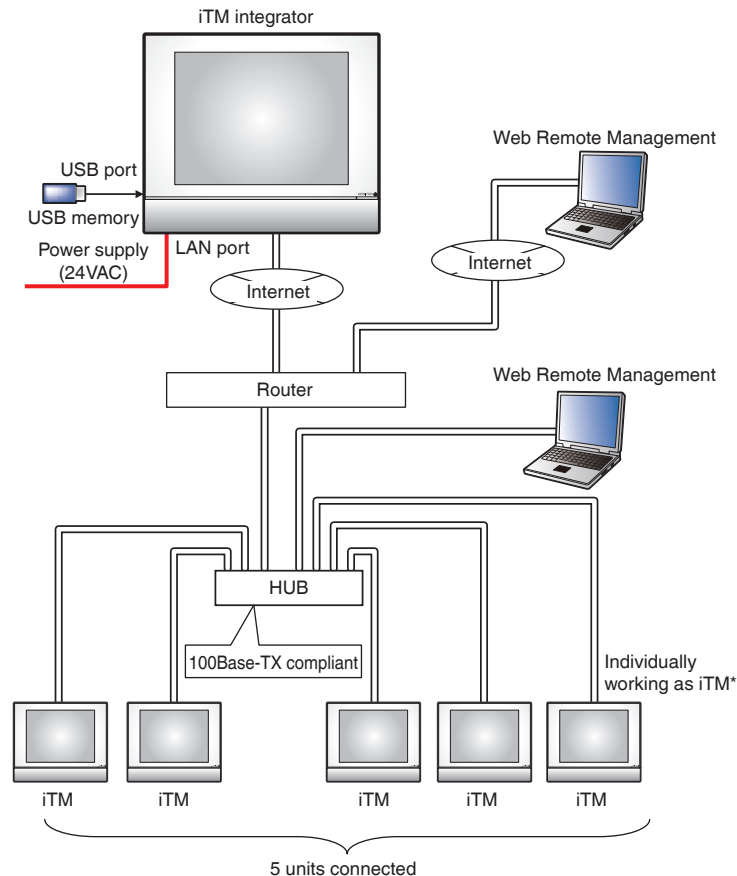 iTM integrator
Web Remote Management
USB port
USB memory
Power supply
(24VAC)
LAN port
Internet
Internet
Router
Web Remote Management
HUB
100Base-TX compliant
Individually
working as iTM*
iTM
iTM
iTM
iTM
iTM
5 units connected